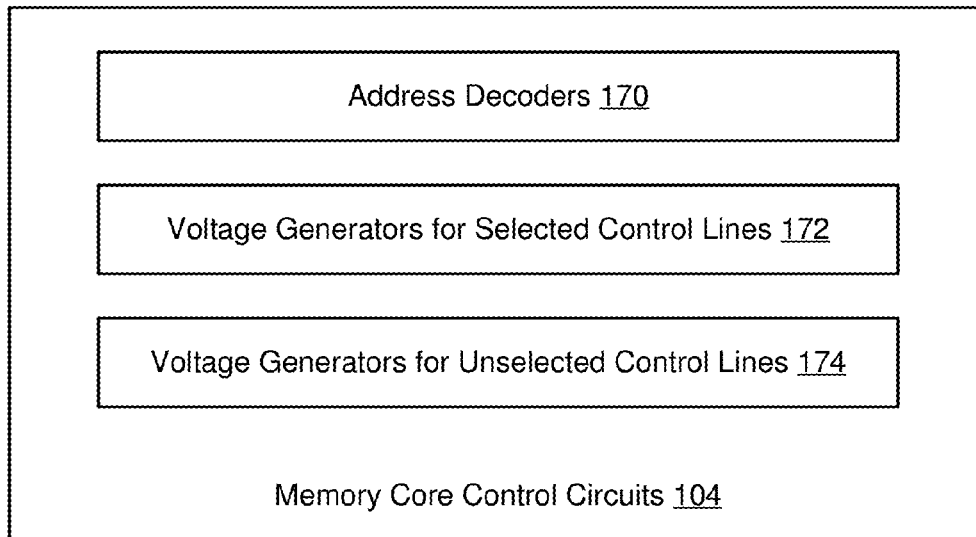 Address Decoders 170
Voltage Generators for Selected Control Lines 172
Voltage Generators for Unselected Control Lines 174
Memory Core Control Circuits 104